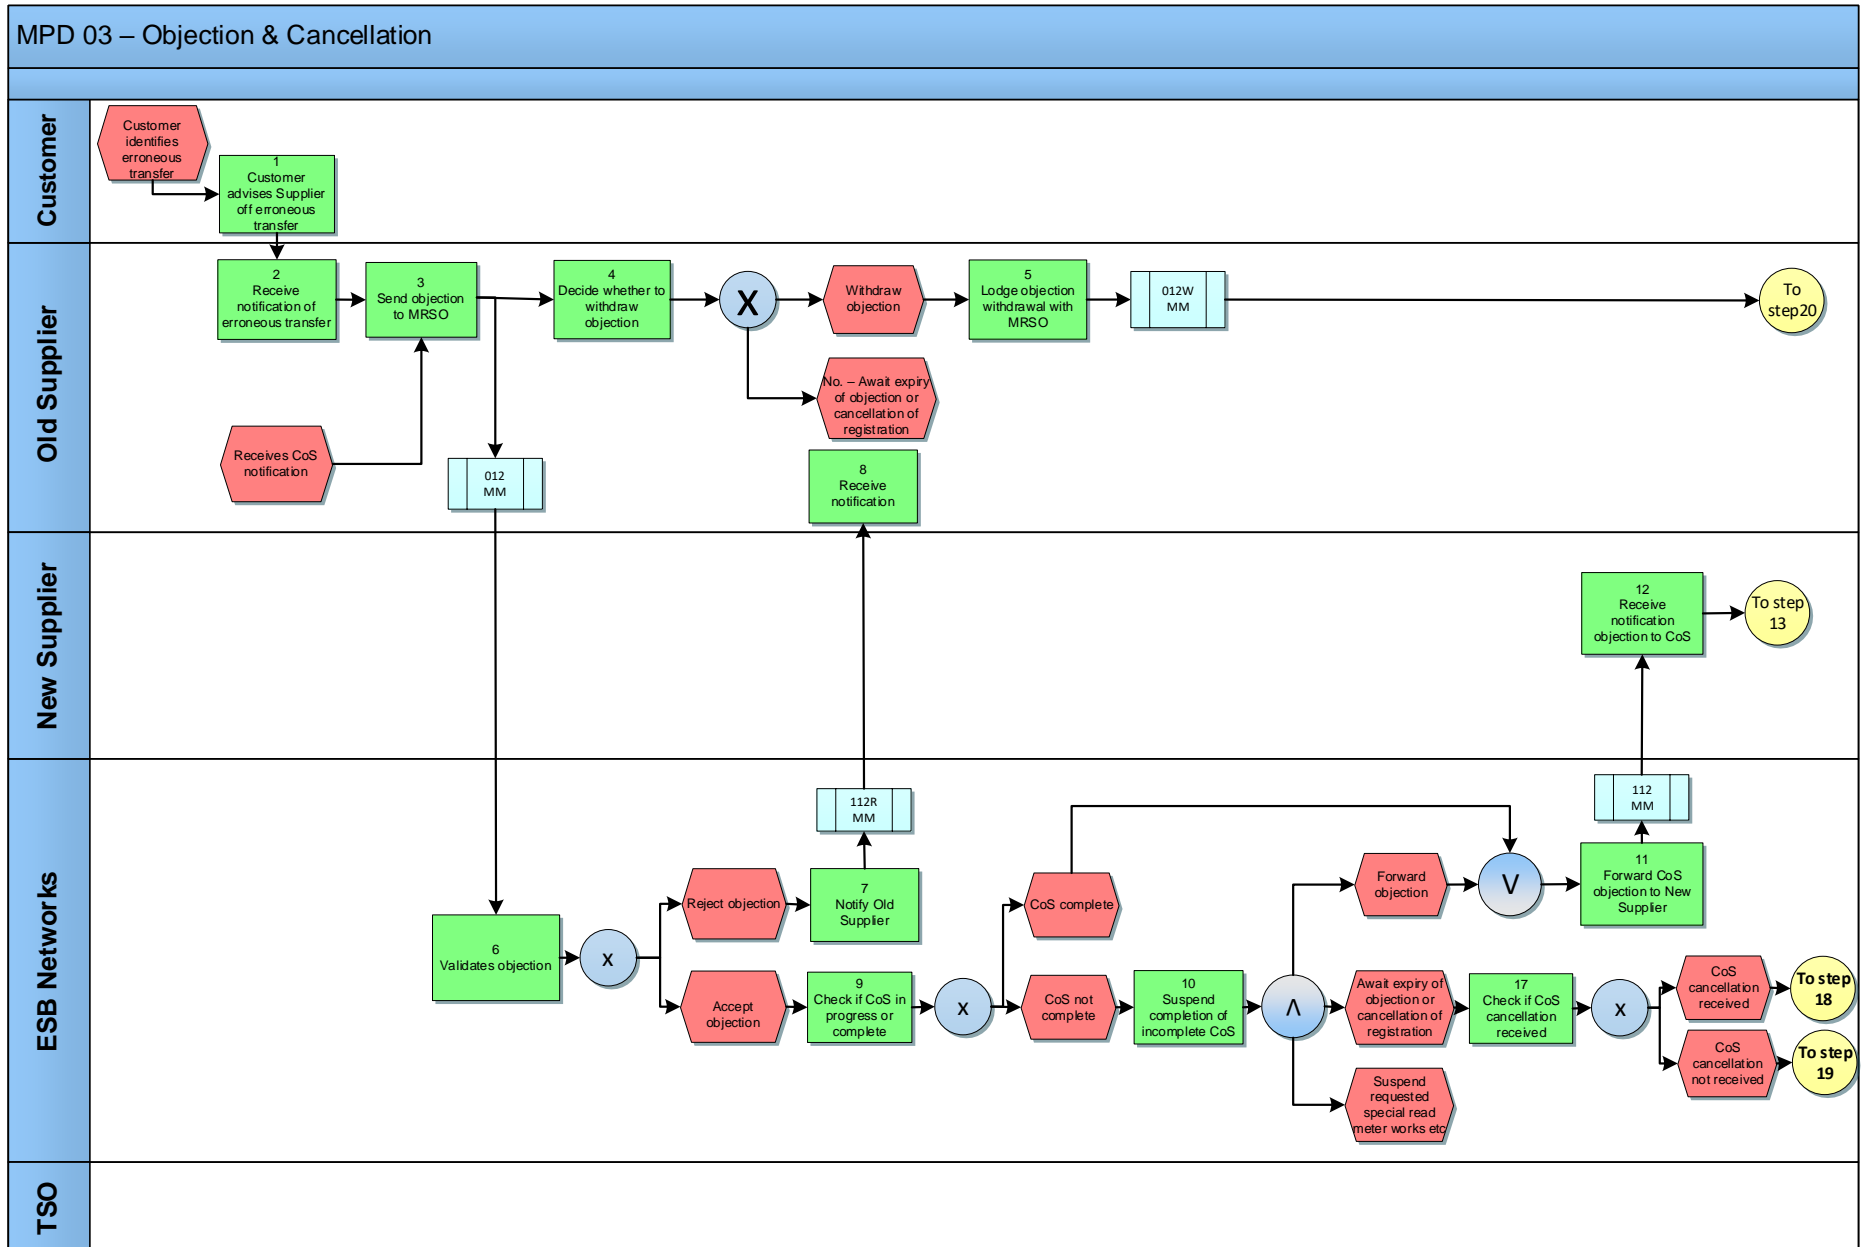 MPD 03 – Objection & Cancellation
Customer
Customer
identifies
erroneous
transfer
1
Customer
advises Supplier
off erroneous
transfer
Old Supplier
2
Receive
notification of
erroneous transfer
3
Send objection
to MRSO
4
Decide whether to
withdraw
objection
X
Withdraw
objection
5
Lodge objection
withdrawal with
MRSO
012W
MM
To
step20
No. – Await expiry
of objection or
cancellation of
registration
Receives CoS
notification
012
MM
8
Receive
notification
New Supplier
12
Receive
notification
objection to CoS
To step
13
ESB Networks
112R
MM
112
MM
6
Validates objection
x
Reject objection
7
Notify Old
Supplier
CoS complete
Forward
objection
V
11
Forward CoS
objection to New
Supplier
Accept
objection
9
Check if CoS in
progress or
complete
x
CoS not
complete
10
Suspend
completion of
incomplete CoS
Λ
Await expiry of
objection or
cancellation of
registration
17
Check if CoS
cancellation
received
x
CoS
cancellation
received
To step
18
CoS
cancellation
not received
To step
19
Suspend
requested
special read
meter works etc
TSO